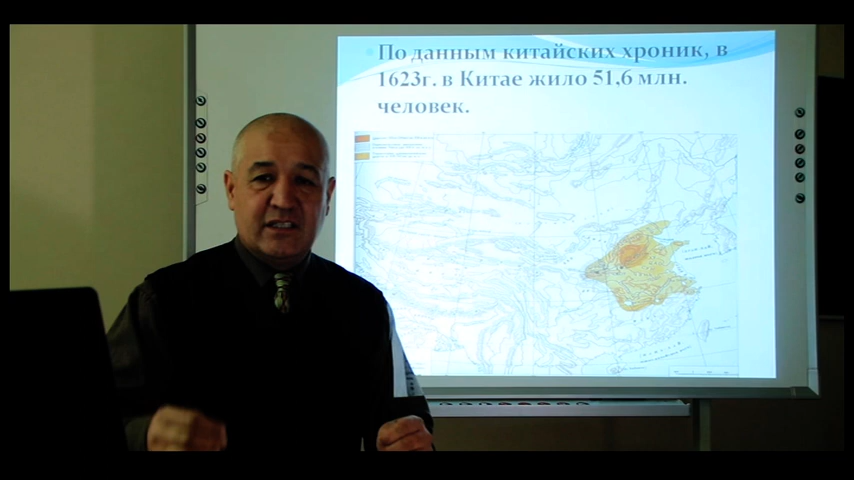 По данным китайских хроник, в
1623г. в Китае жило 51,6 млн.
человек.